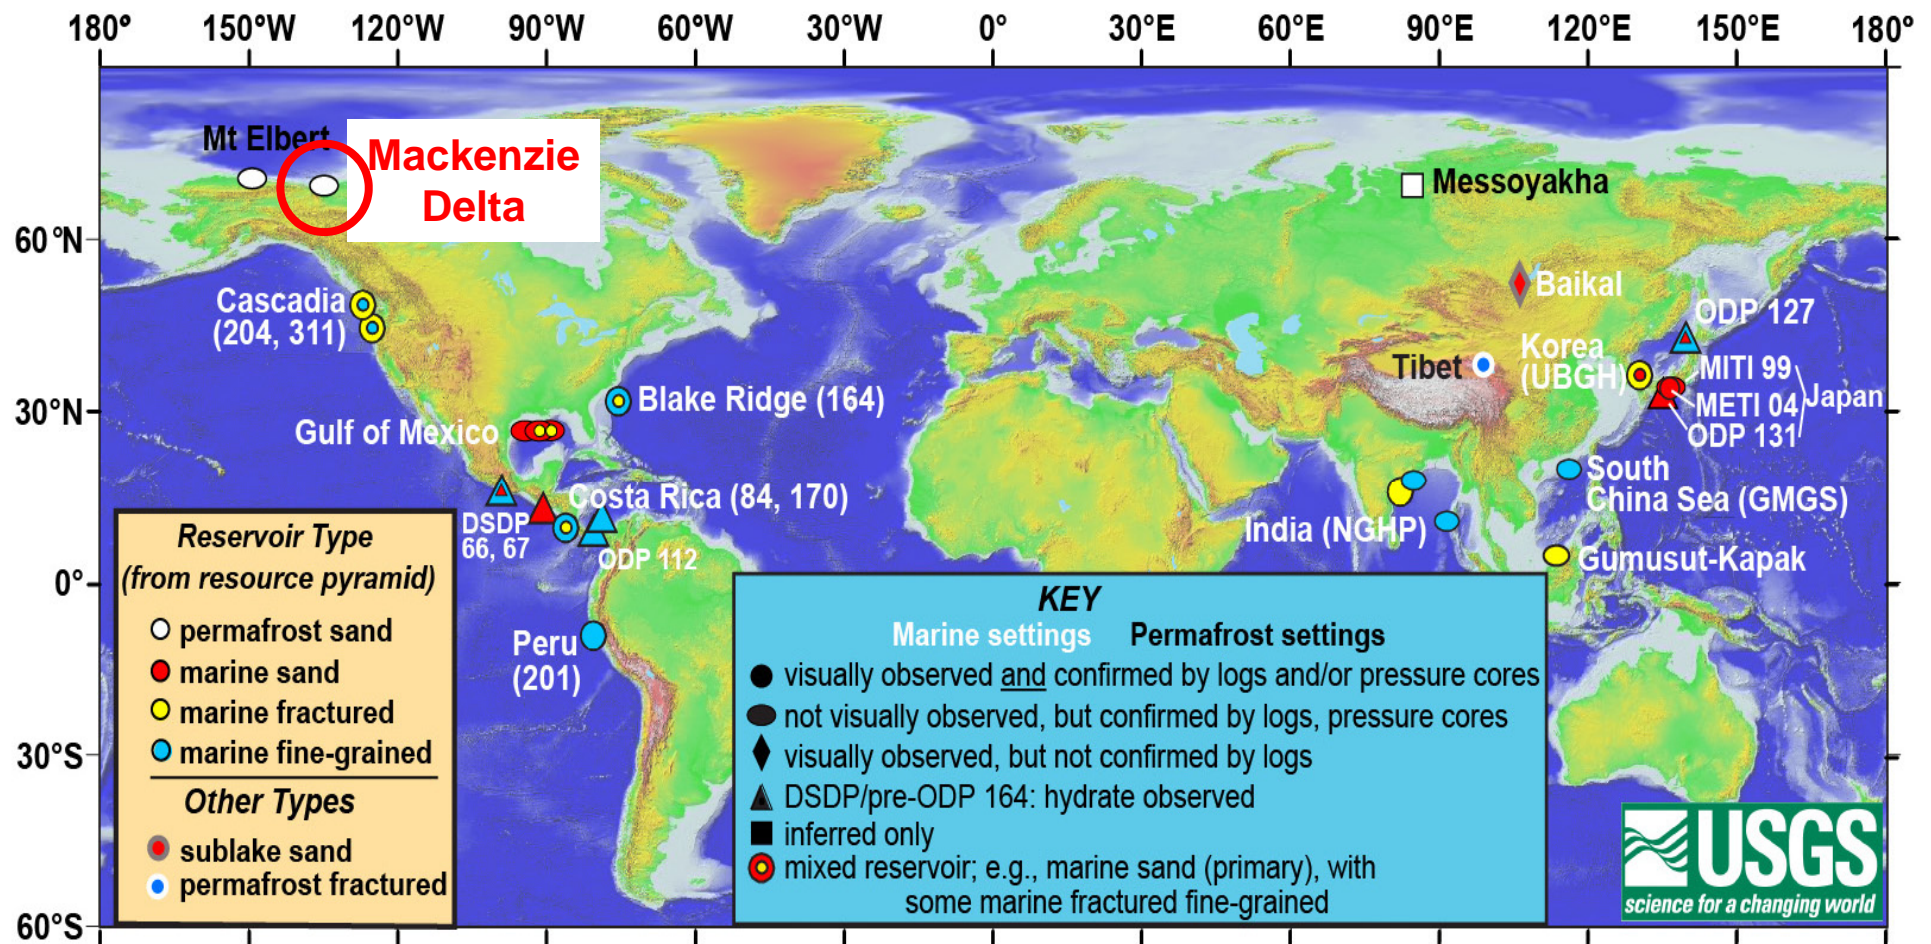 180° 150°W 120°W 90°W 60°W 30°W 0° 30°E 60°E 90°E 120°E 150°E 180°
Mt Elbert
Mackenzie
Delta
Messoyakha
60°N
Baikal
Cascadia
(204, 311)
ODP 127
Korea
(UBGH)
Tibet
MITI 99
METI 04
ODP 131
Japan
Blake Ridge (164)
30°N
Gulf of Mexico
South
China Sea (GMGS)
Costa Rica (84, 170)
DSDP
66, 67
ODP 112
India (NGHP)
Gumusut-Kapak
0°
Peru
(201)
30°S
60°S
Reservoir Type
(from resource pyramid)
permafrost sand
marine sand
marine fractured
marine fine-grained
Other Types
sublake sand
permafrost fractured
KEY
Marine settings Permafrost settings
visually observed and confirmed by logs and/or pressure cores
not visually observed, but confirmed by logs, pressure cores
visually observed, but not confirmed by logs
DSDP/pre-ODP 164: hydrate observed
inferred only
mixed reservoir; e.g., marine sand (primary), with
some marine fractured fine-grained
USGS
science for a changing world